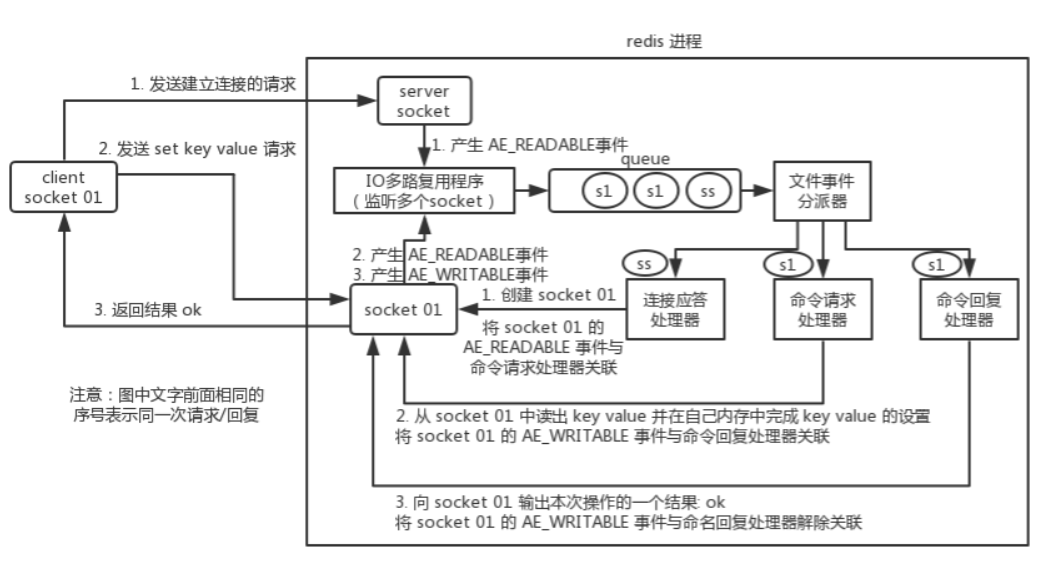 redis 进程
1. 发送建立连接的请求
server
socket
1. 产生 AE_READABLE事件
2. 发送 set key value 请求
queue
client
socket 01
IO多路复用程序
（监听多个socket）
s1
s1
ss
文件事件
分派器
2. 产生 AE_READABLE事件
3. 产生 AE_WRITABLE事件
ss
s1
s1
1. 创建 socket 01
连接应答
处理器
命令请求
处理器
命令回复
处理器
3. 返回结果 ok
socket 01
将 socket 01 的
AE_READABLE 事件与
命令请求处理器关联
注意：图中文字前面相同的
序号表示同一次请求/回复
2. 从 socket 01 中读出 key value 并在自己内存中完成 key value 的设置
将 socket 01 的 AE_WRITABLE 事件与命令回复处理器关联
3. 向 socket 01 输出本次操作的一个结果: ok
将 socket 01 的 AE_WRITABLE 事件与命名回复处理器解除关联